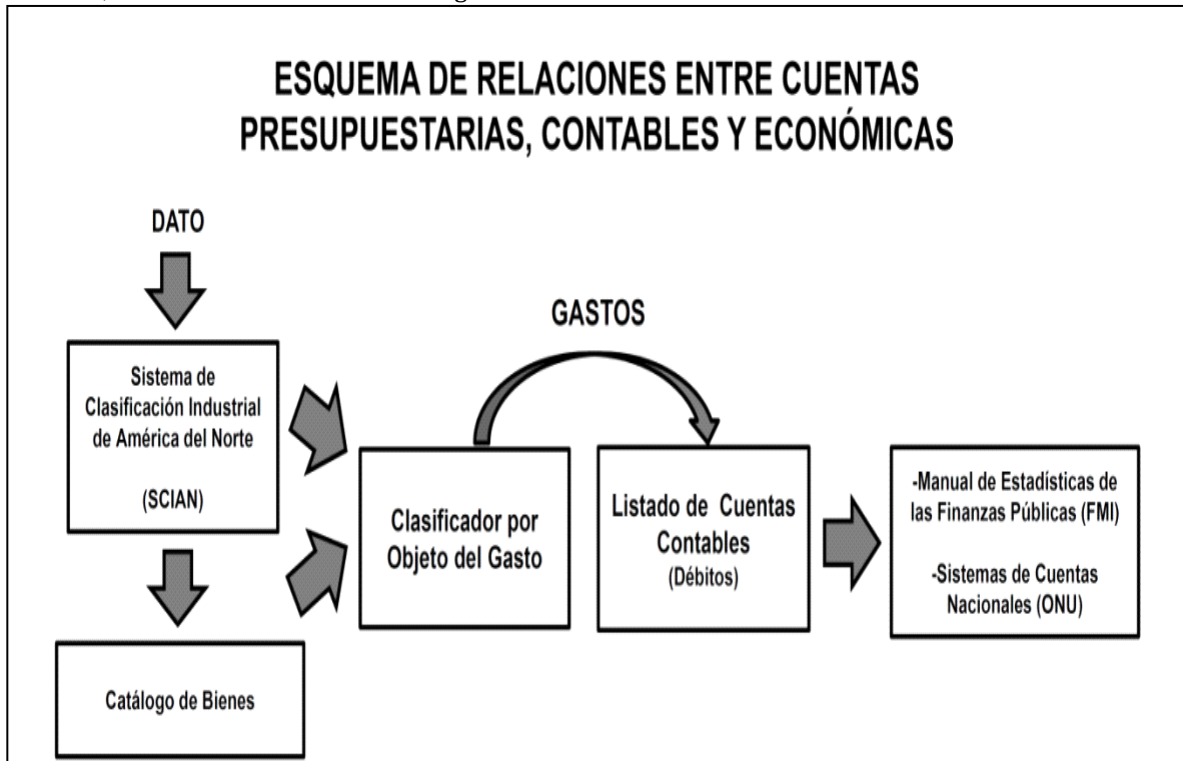 ESQUEMA DE RELACIONES ENTRE CUENTAS
PRESUPUESTARIAS, CONTABLES Y ECONÓMICAS
DATO
GASTOS
Sistema de
Clasificación Industrial
de América del Norte
(SCIAN)
Clasificador por
Objeto del Gasto
Listado de Cuentas
Contables
(Débitos)
-Manual de Estadísticas de
las Finanzas Públicas (FMI)
-Sistemas de Cuentas
Nacionales (ONU)
Catálogo de Bienes